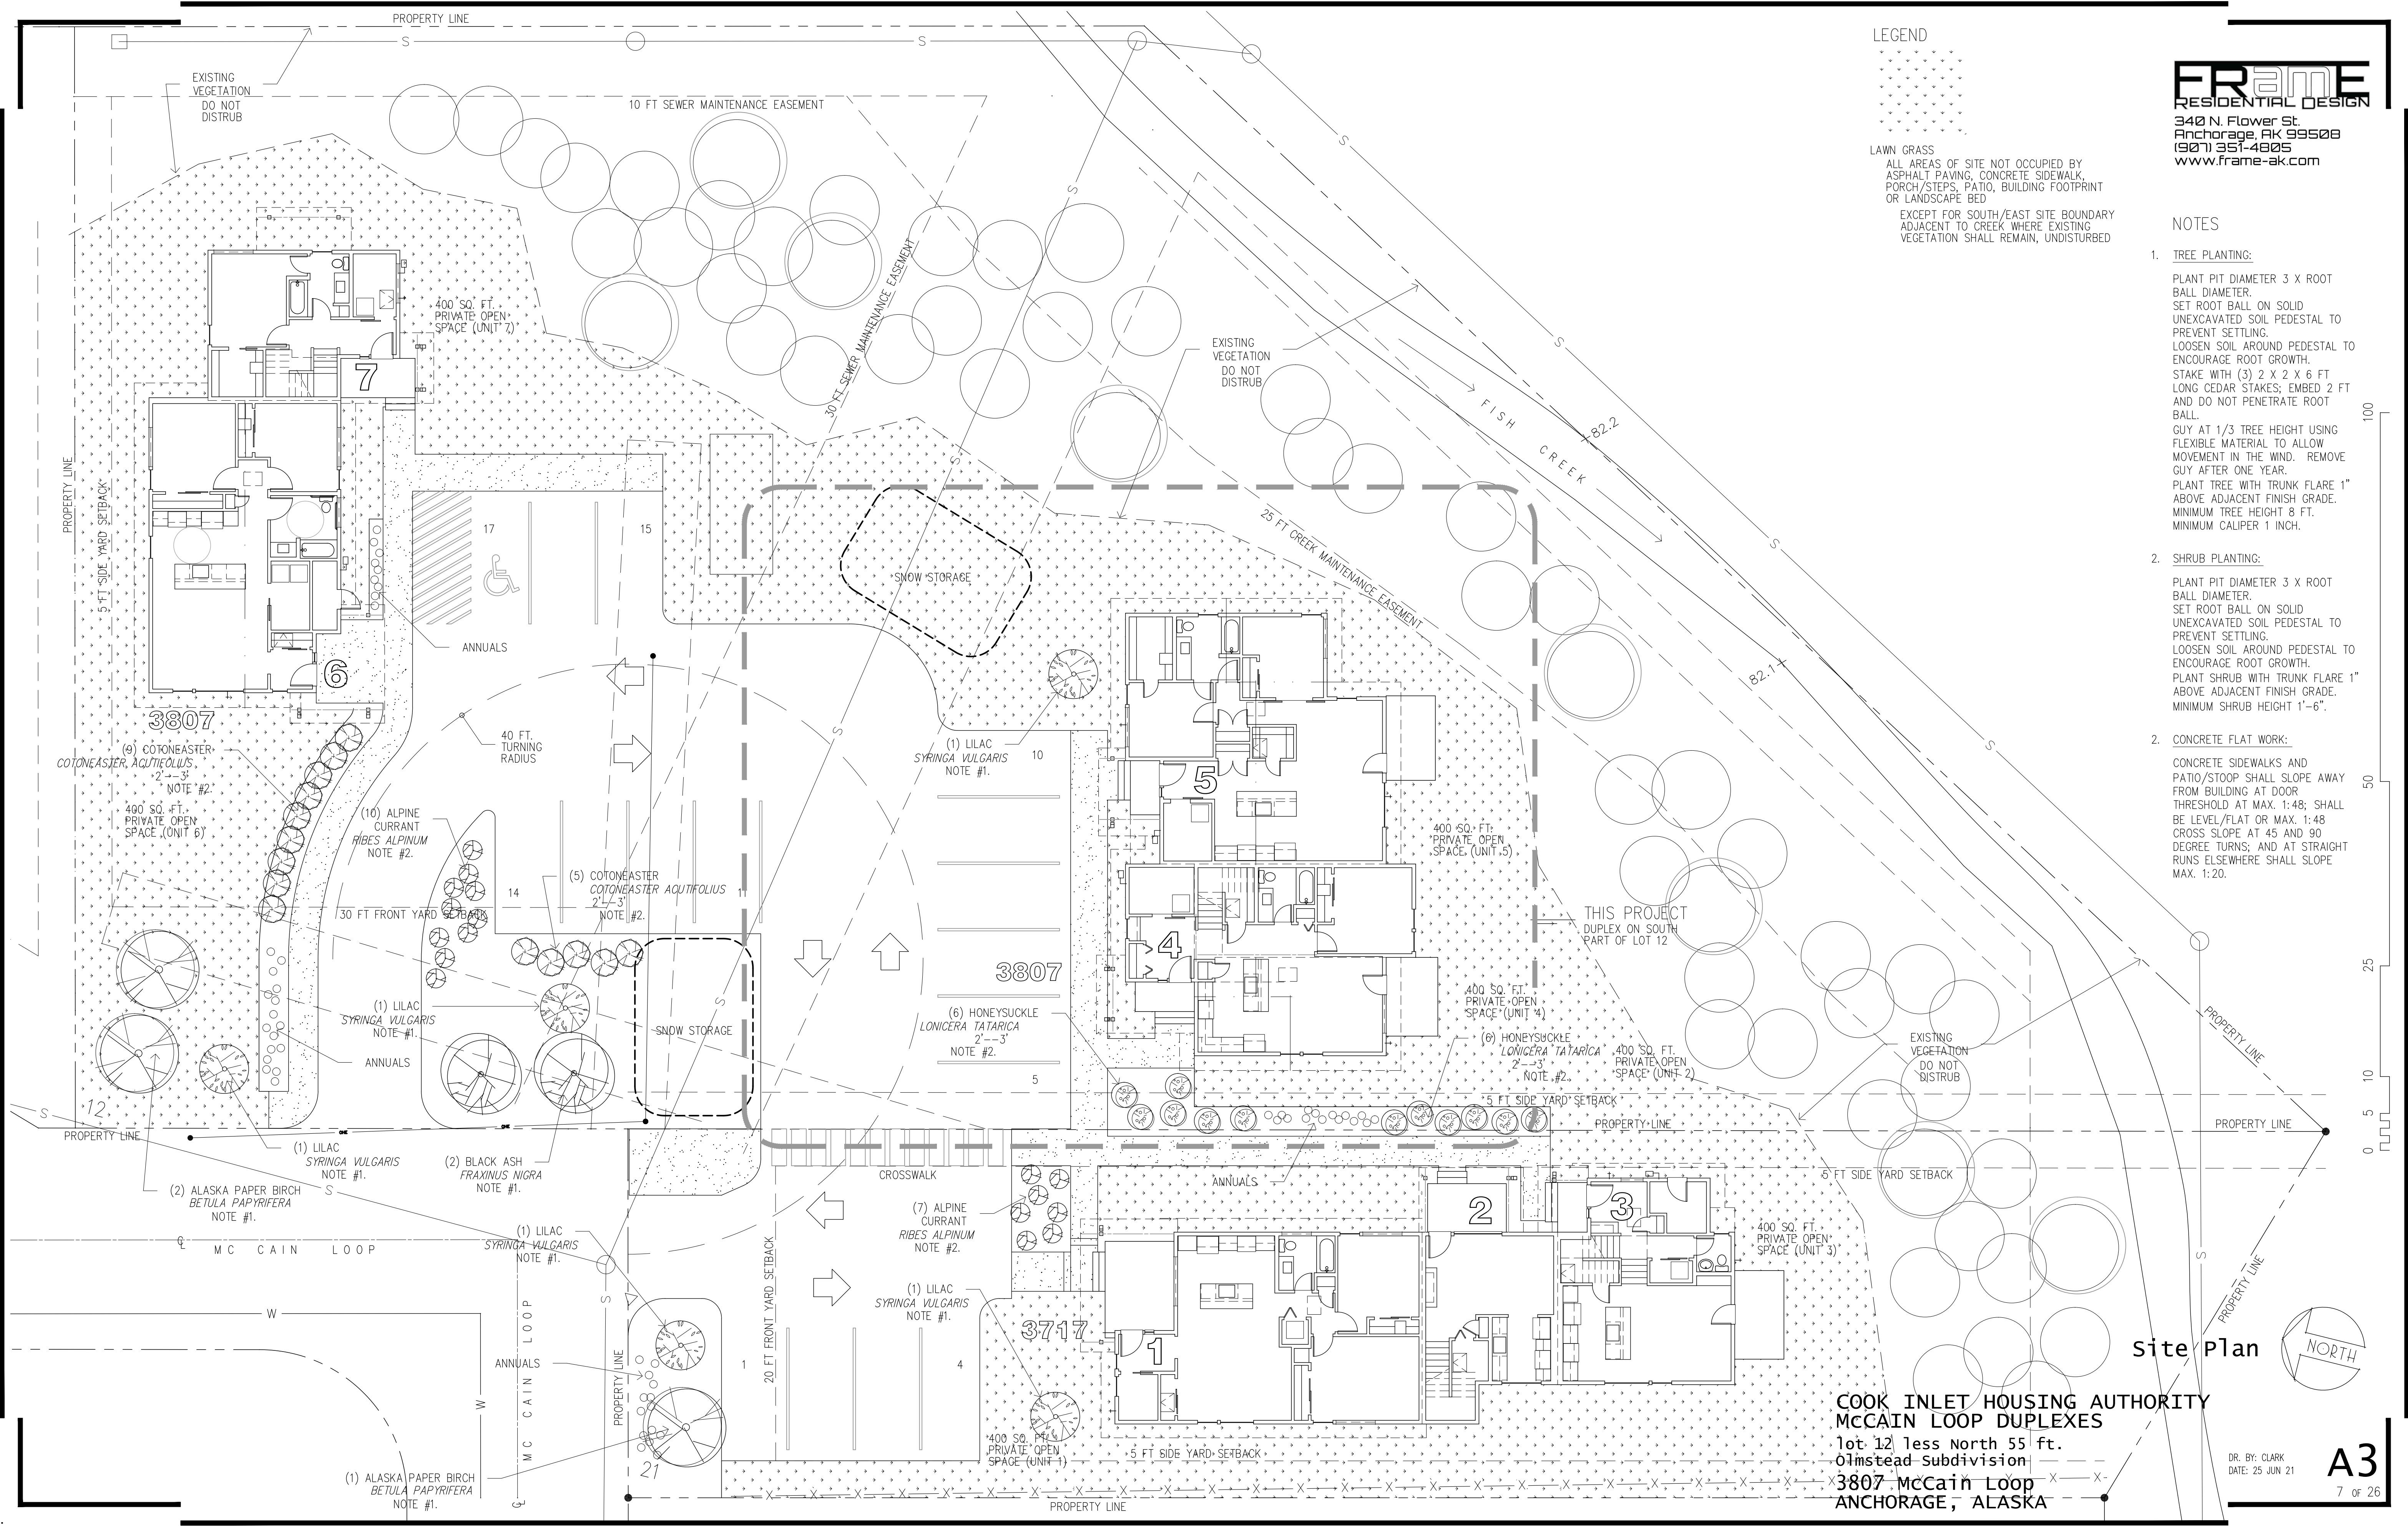 PROPERTY LINE
S
S
EXISTING
VEGETATION
DO NOT
DISTRUB
10 FT SEWER MAINTENANCE EASEMENT
S
S
30 FT SEWER MAINTENANCE EASEMENT
LEGEND
LAWN GRASS
ALL AREAS OF SITE NOT OCCUPIED BY
ASPHALT PAVING, CONCRETE SIDEWALK,
PORCH/STEPS, PATIO, BUILDING FOOTPRINT
OR LANDSCAPE BED
EXCEPT FOR SOUTH/EAST SITE BOUNDARY
ADJACENT TO CREEK WHERE EXISTING
VEGETATION SHALL REMAIN, UNDISTURBED
FRamE
RESIDENTIAL DESIGN
340 N. Flower St.
Anchorage, AK 99508
(907) 351-4805
www.frame-ak.com
NOTES
1. TREE PLANTING:
PLANT PIT DIAMETER 3 X ROOT
BALL DIAMETER.
SET ROOT BALL ON SOLID
UNEXCAVATED SOIL PEDESTAL TO
PREVENT SETTLING.
LOOSEN SOIL AROUND PEDESTAL TO
ENCOURAGE ROOT GROWTH.
STAKE WITH (3) 2 X 2 X 6 FT
LONG CEDAR STAKES; EMBED 2 FT
AND DO NOT PENETRATE ROOT
BALL.
GUY AT 1/3 TREE HEIGHT USING
FLEXIBLE MATERIAL TO ALLOW
MOVEMENT IN THE WIND. REMOVE
GUY AFTER ONE YEAR.
PLANT TREE WITH TRUNK FLARE 1"
ABOVE ADJACENT FINISH GRADE.
MINIMUM TREE HEIGHT 8 FT.
MINIMUM CALIPER 1 INCH.
2. SHRUB PLANTING:
PLANT PIT DIAMETER 3 X ROOT
BALL DIAMETER.
SET ROOT BALL ON SOLID
UNEXCAVATED SOIL PEDESTAL TO
PREVENT SETTLING.
LOOSEN SOIL AROUND PEDESTAL TO
ENCOURAGE ROOT GROWTH.
PLANT SHRUB WITH TRUNK FLARE 1"
ABOVE ADJACENT FINISH GRADE.
MINIMUM SHRUB HEIGHT 1'-6".
2. CONCRETE FLAT WORK:
CONCRETE SIDEWALKS AND
PATIO/STOOP SHALL SLOPE AWAY
FROM BUILDING AT DOOR
THRESHOLD AT MAX. 1:48; SHALL
BE LEVEL/FLAT OR MAX. 1:48
CROSS SLOPE AT 45 AND 90
DEGREE TURNS; AND AT STRAIGHT
RUNS ELSEWHERE SHALL SLOPE
MAX. 1:20.
100
50
25
10
5
0
400 SQ. FT.
PRIVATE OPEN
SPACE (UNIT 7)
7
PROPERTY LINE
5 FT SIDE YARD SETBACK
EXISTING
VEGETATION
DO NOT
DISTRUB
S
FISH CREEK
82.2
S
17
15
S
SNOW STORAGE
25 FT CREEK MAINTENANCE EASEMENT
82.1
S
ANNUALS
6
3807
(9) COTONEASTER
COTONEASTER ACUTIFOLIUS
2'--3'
NOTE #2.
400 SQ. FT.
PRIVATE OPEN
SPACE (UNIT 6)
40 FT.
TURNING
RADIUS
S
(1) LILAC
SYRINGA VULGARIS
NOTE #1.
10
5
(10) ALPINE
CURRANT
RIBES ALPINUM
NOTE #2.
14
(5) COTONEASTER
COTONEASTER ACUTIFOLIUS
2'--3'
NOTE #2.
11
30 FT FRONT YARD SETBACK
400 SQ. FT.
PRIVATE OPEN
SPACE (UNIT 5)
THIS PROJECT
DUPLEX ON SOUTH
PART OF LOT 12
4
3807
400 SQ. FT.
PRIVATE OPEN
SPACE (UNIT 4)
(1) LILAC
SYRINGA VULGARIS
NOTE #1.
S
SNOW STORAGE
(6) HONEYSUCKLE
LONICERA TATARICA
2'--3'
NOTE #2.
(6) HONEYSUCKLE
LONICERA TATARICA
2'--3'
NOTE #2.
400 SQ. FT.
PRIVATE OPEN
SPACE (UNIT 2)
EXISTING
VEGETATION
DO NOT
DISTRUB
PROPERTY LINE
ANNUALS
5
5 FT SIDE YARD SETBACK
S
12
PROPERTY LINE
PROPERTY LINE
PROPERTY LINE
(1) LILAC
SYRINGA VULGARIS
NOTE #1.
(2) BLACK ASH
FRAXINUS NIGRA
NOTE #1.
(2) ALASKA PAPER BIRCH
BETULA PAPYRIFERA
NOTE #1.
S
CROSSWALK
ANNUALS
5 FT SIDE YARD SETBACK
(7) ALPINE
CURRANT
RIBES ALPINUM
NOTE #2.
2
3
400 SQ. FT.
PRIVATE OPEN
SPACE (UNIT 3)
S
PROPERTY LINE
MC CAIN LOOP
(1) LILAC
SYRINGA VULGARIS
NOTE #1.
20 FT FRONT YARD SETBACK
(1) LILAC
SYRINGA VULGARIS
NOTE #1.
W
W
MC CAIN LOOP
S
PROPERTY LINE
ANNUALS
1
4
3717
1
(1) ALASKA PAPER BIRCH
BETULA PAPYRIFERA
NOTE #1.
21
400 SQ. FT.
PRIVATE OPEN
SPACE (UNIT 1)
5 FT SIDE YARD SETBACK
PROPERTY LINE
Site Plan
NORTH
COOK INLET HOUSING AUTHORITY
McCAIN LOOP DUPLEXES
lot 12 less North 55 ft.
Olmstead Subdivision
3807 McCain Loop
ANCHORAGE, ALASKA
DR. BY: CLARK
DATE: 25 JUN 21
A3
7 OF 26